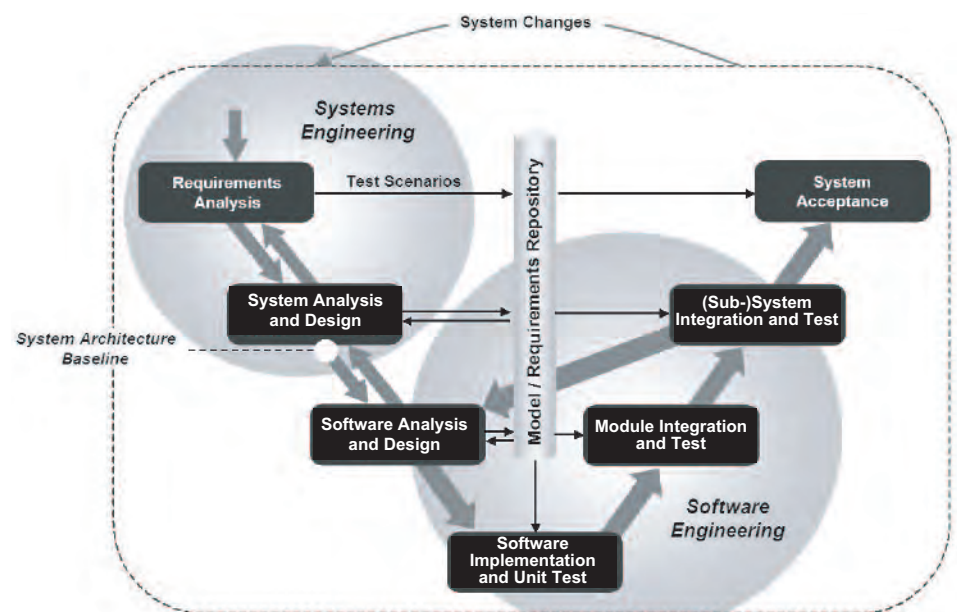 System Changes
Systems
Engineering
Requirements
Analysis
Test Scenarios
System
Acceptance
Model / Requirements Repository
System Analysis
and Design
(Sub-)System
Integration and Test
System Architecture
Baseline
Software Analysis
and Design
Module Integration
and Test
Software
Engineering
Software
Implementation
and Unit Test